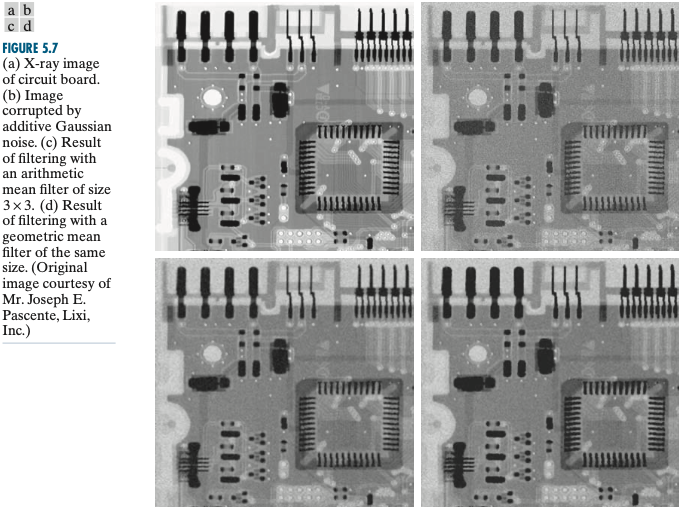 a b
c d
FIGURE 5.7
(a) X-ray image
of circuit board.
(b) Image
corrupted by
additive Gaussian
noise. (c) Result
of filtering with
an arithmetic
mean filter of size
3×3. (d) Result
of filtering with a
geometric mean
filter of the same
size. (Original
image courtesy of
Mr. Joseph E.
Pascente, Lixi,
Inc.)